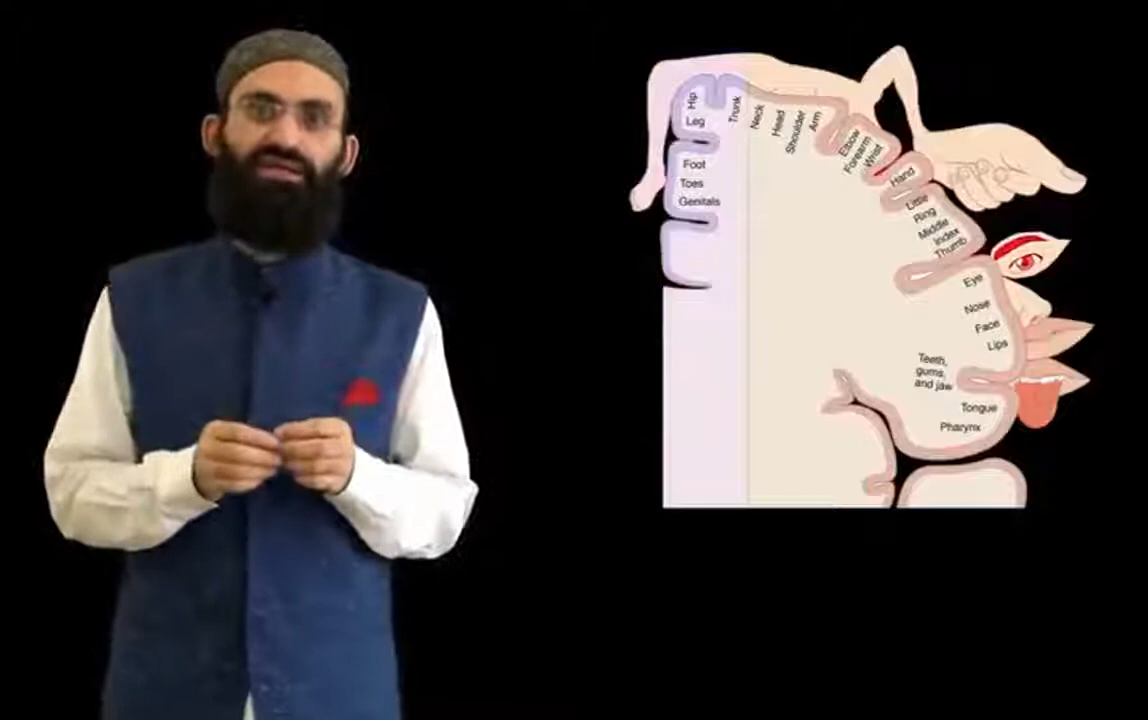 Hip
Leg
Foot
Toes
Genitals
Trunk
Neck
Head
Shoulder
Arm
Elbow
Forearm
Wrist
Hand
Little
Ring
Middle
Index
Thumb
Eye
Nose
Face
Lips
Teeth,
gums,
and jaw
Tongue
Pharynx